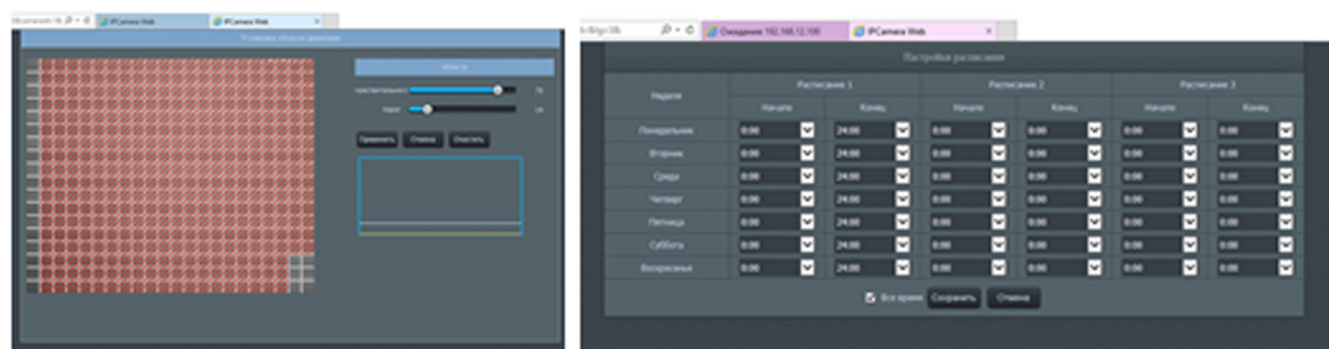 IPCamera Web
IPCamera Web
Установка области движения
область
чувствительность
порог
Применить Отмена Очистить
Ожидание 192.168.12.100
IPCamera Web
Настройки расписания
Неделя Расписание 1 Расписание 2 Расписание 3
Начало Конец Начало Конец Начало Конец
Понедельник 0:00 24:00 0:00 0:00 0:00 0:00
Вторник 0:00 24:00 0:00 0:00 0:00 0:00
Среда 0:00 24:00 0:00 0:00 0:00 0:00
Четверг 0:00 24:00 0:00 0:00 0:00 0:00
Пятница 0:00 24:00 0:00 0:00 0:00 0:00
Суббота 0:00 24:00 0:00 0:00 0:00 0:00
Воскресенье 0:00 24:00 0:00 0:00 0:00 0:00
Все время Сохранить Отмена